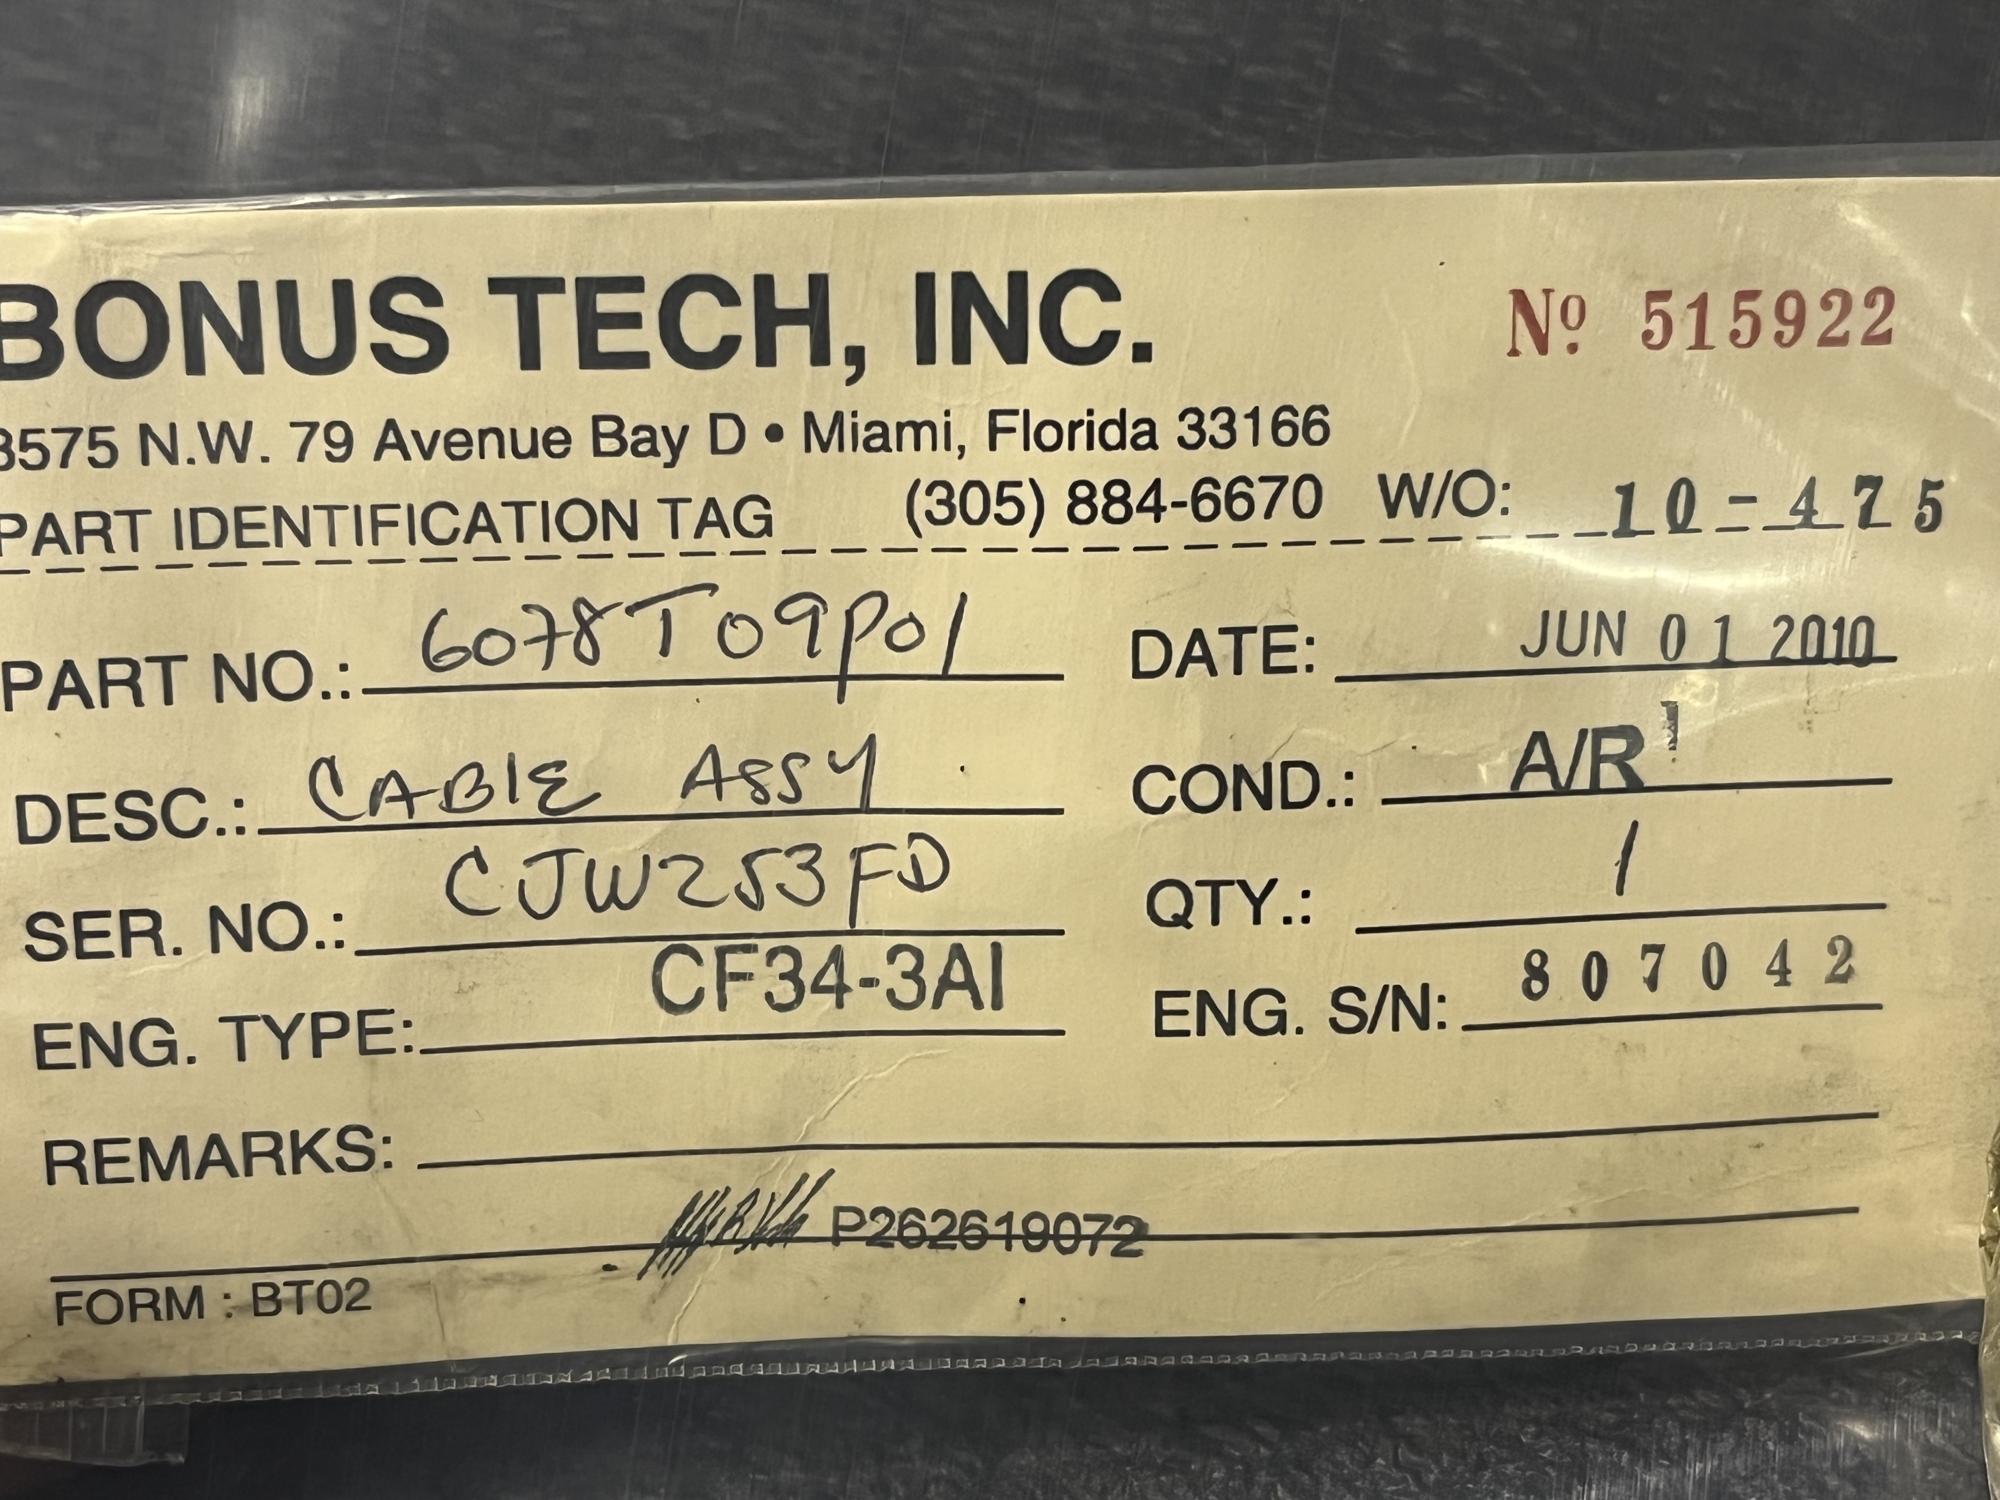 BONUS TECH, INC. Nº 515922
3575 N.W. 79 Avenue Bay D • Miami, Florida 33166
PART IDENTIFICATION TAG (305) 884-6670 W/O: 10-475
PART NO.: 6078T09P01 DATE: JUN 01 2010
DESC.: CABLE ASSY COND.: A/R
SER. NO.: CJW253FD QTY.: 1
ENG. TYPE: CF34-3A1 ENG. S/N: 807042
REMARKS:
P262619072
FORM : BT02